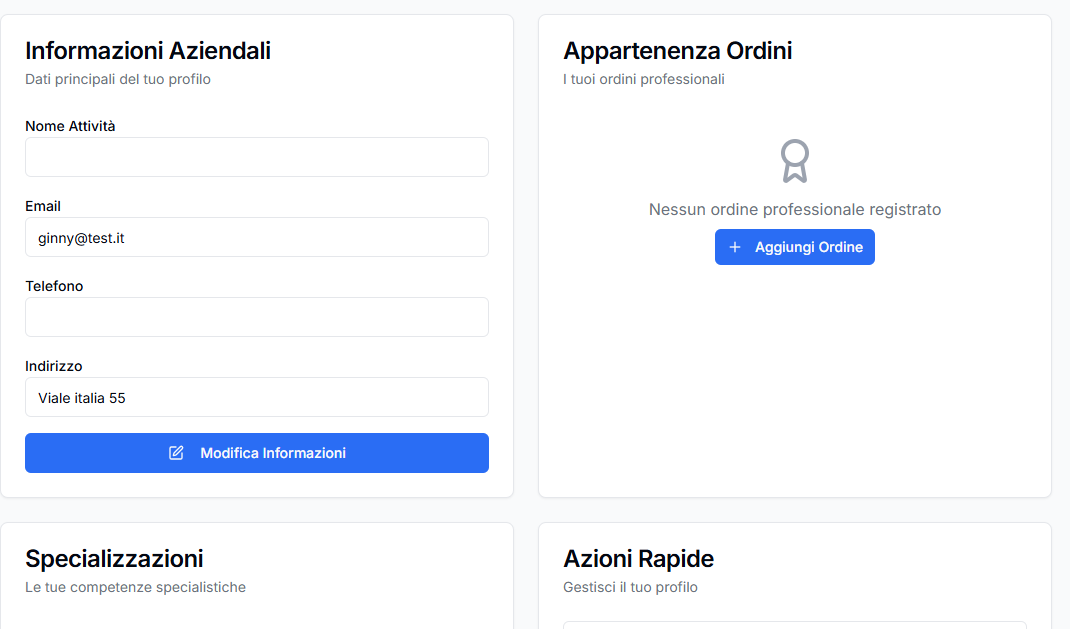 Informazioni Aziendali
Dati principali del tuo profilo
Nome Attività
Email
ginny@test.it
Telefono
Indirizzo
Viale italia 55
Modifica Informazioni
Appartenenza Ordini
I tuoi ordini professionali
Nessun ordine professionale registrato
+ Aggiungi Ordine
Specializzazioni
Le tue competenze specialistiche
Azioni Rapide
Gestisci il tuo profilo